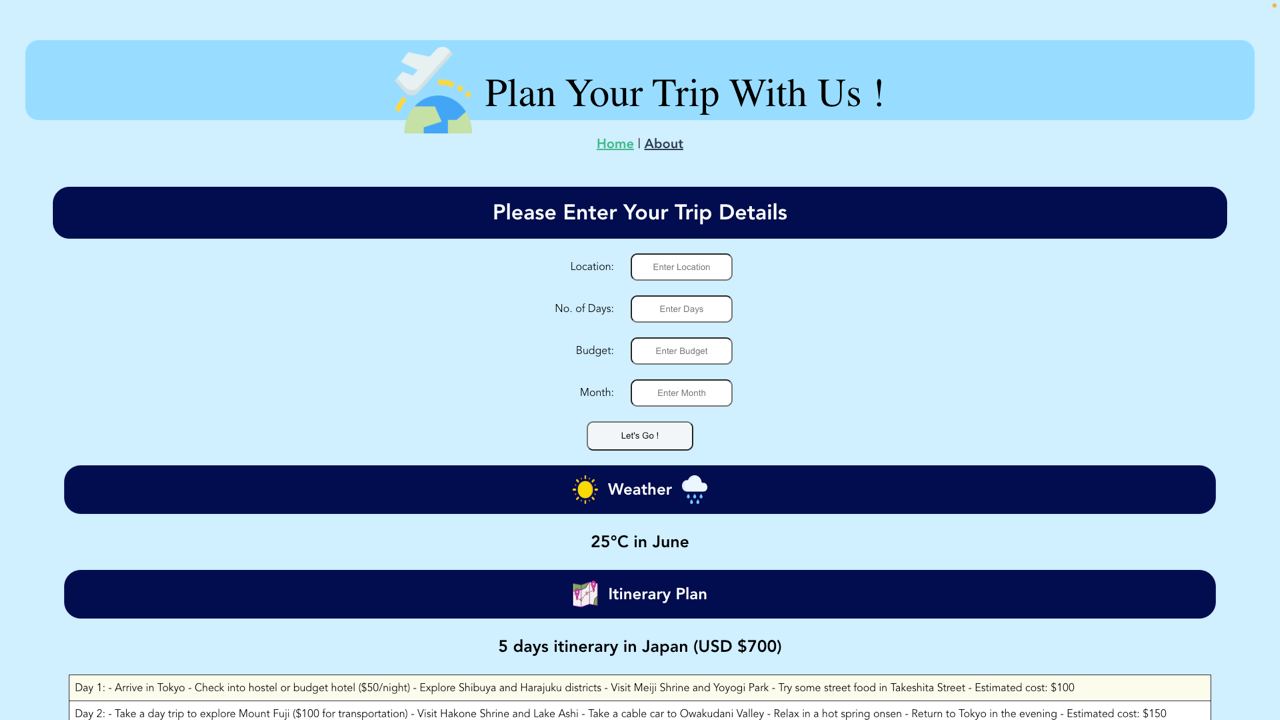 Plan Your Trip With Us !
Home | About
Please Enter Your Trip Details
Location: Enter Location
No. of Days: Enter Days
Budget: Enter Budget
Month: Enter Month
Let's Go !
Weather
25°C in June
Itinerary Plan
5 days itinerary in Japan (USD $700)
Day 1: - Arrive in Tokyo - Check into hostel or budget hotel ($50/night) - Explore Shibuya and Harajuku districts - Visit Meiji Shrine and Yoyogi Park - Try some street food in Takeshita Street - Estimated cost: $100
Day 2: - Take a day trip to explore Mount Fuji ($100 for transportation) - Visit Hakone Shrine and Lake Ashi - Take a cable car to Owakudani Valley - Relax in a hot spring onsen - Return to Tokyo in the evening - Estimated cost: $150